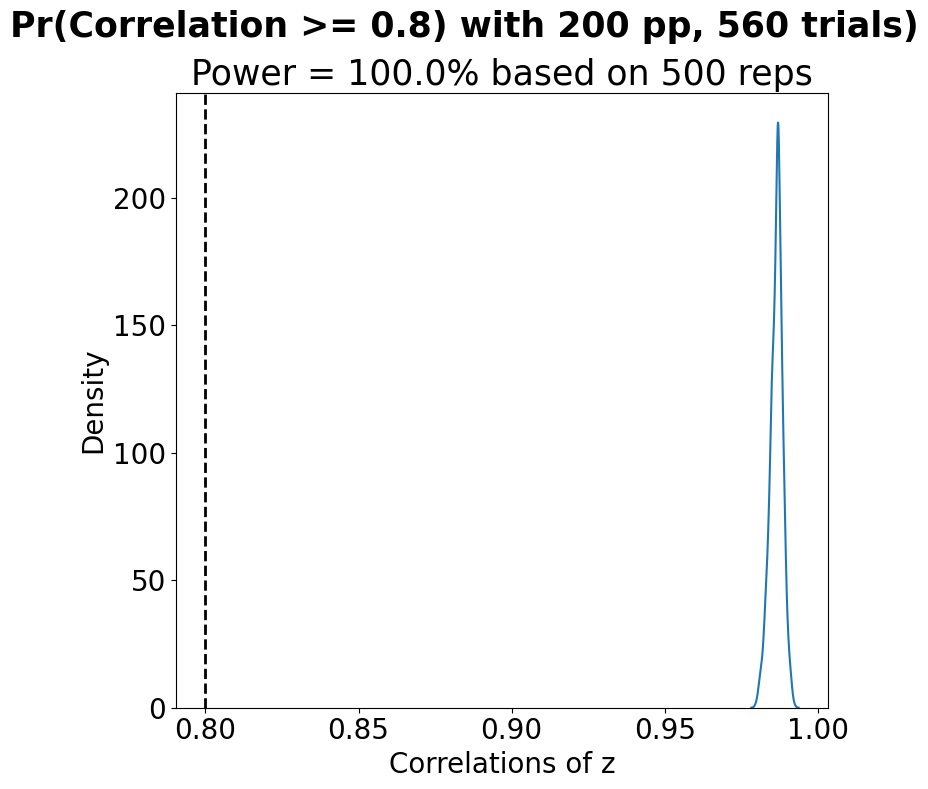 Pr(Correlation >= 0.8) with 200 pp, 560 trials)
Power = 100.0% based on 500 reps
200
150
100
50
0
Density
0.80 0.85 0.90 0.95 1.00
Correlations of z